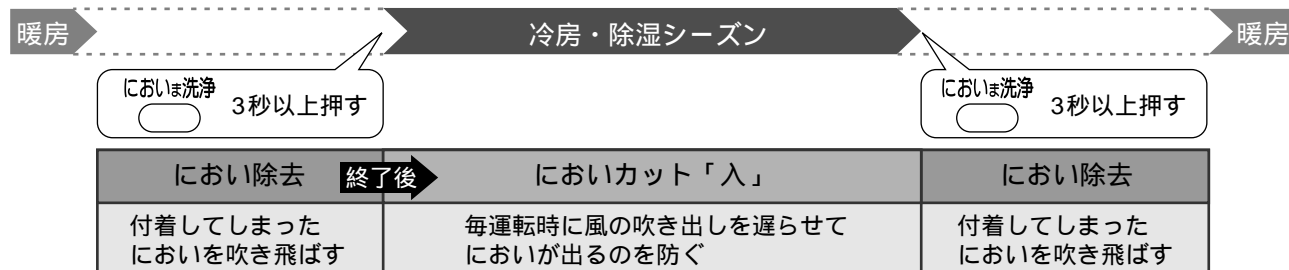 暖房
冷房・除湿シーズン
暖房
においま洗浄
3秒以上押す
においま洗浄
3秒以上押す
におい除去
終了後
においカット「入」
におい除去
付着してしまった
においを吹き飛ばす
毎運転時に風の吹き出しを遅らせて
においが出るのを防ぐ
付着してしまった
においを吹き飛ばす